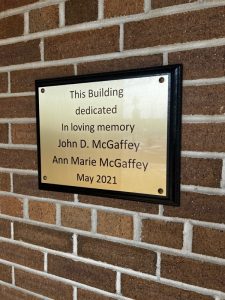 This Building
dedicated
In loving memory
John D. McGaffey
Ann Marie McGaffey
May 2021